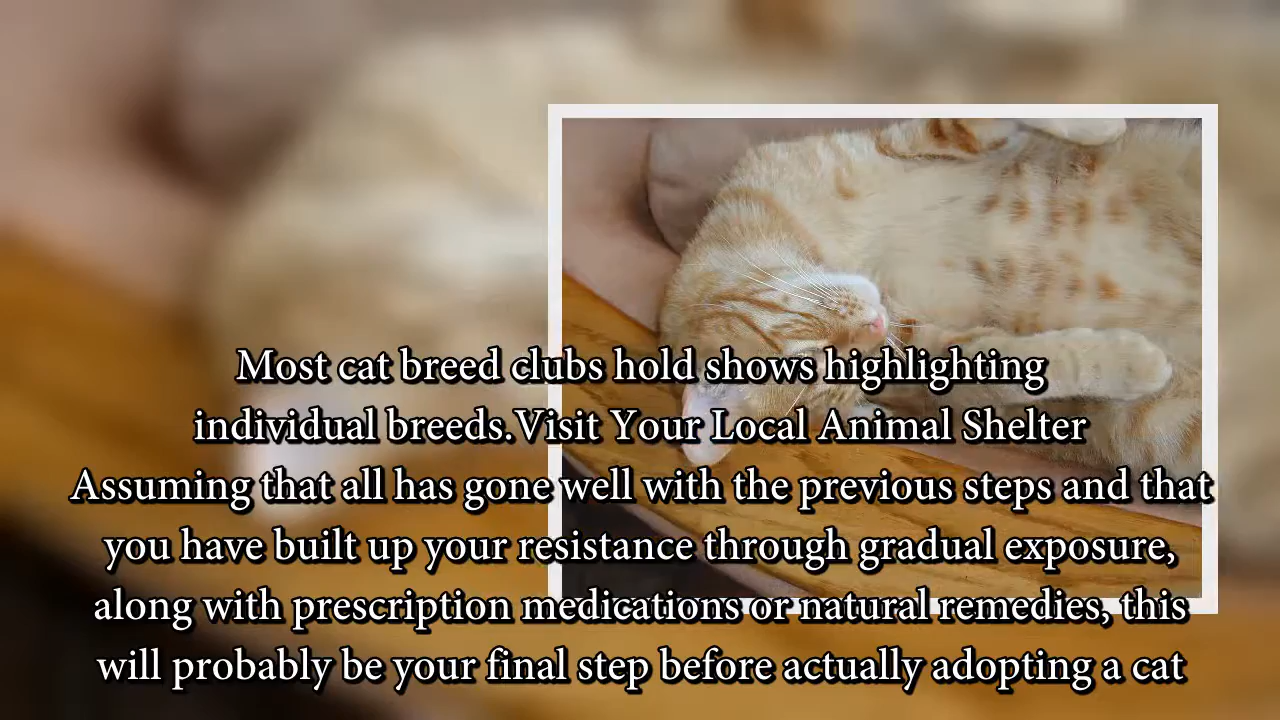 Most cat breed clubs hold shows highlighting
individual breeds.Visit Your Local Animal Shelter
Assuming that all has gone well with the previous steps and that
you have built up your resistance through gradual exposure,
along with prescription medications or natural remedies, this
will probably be your final step before actually adopting a cat